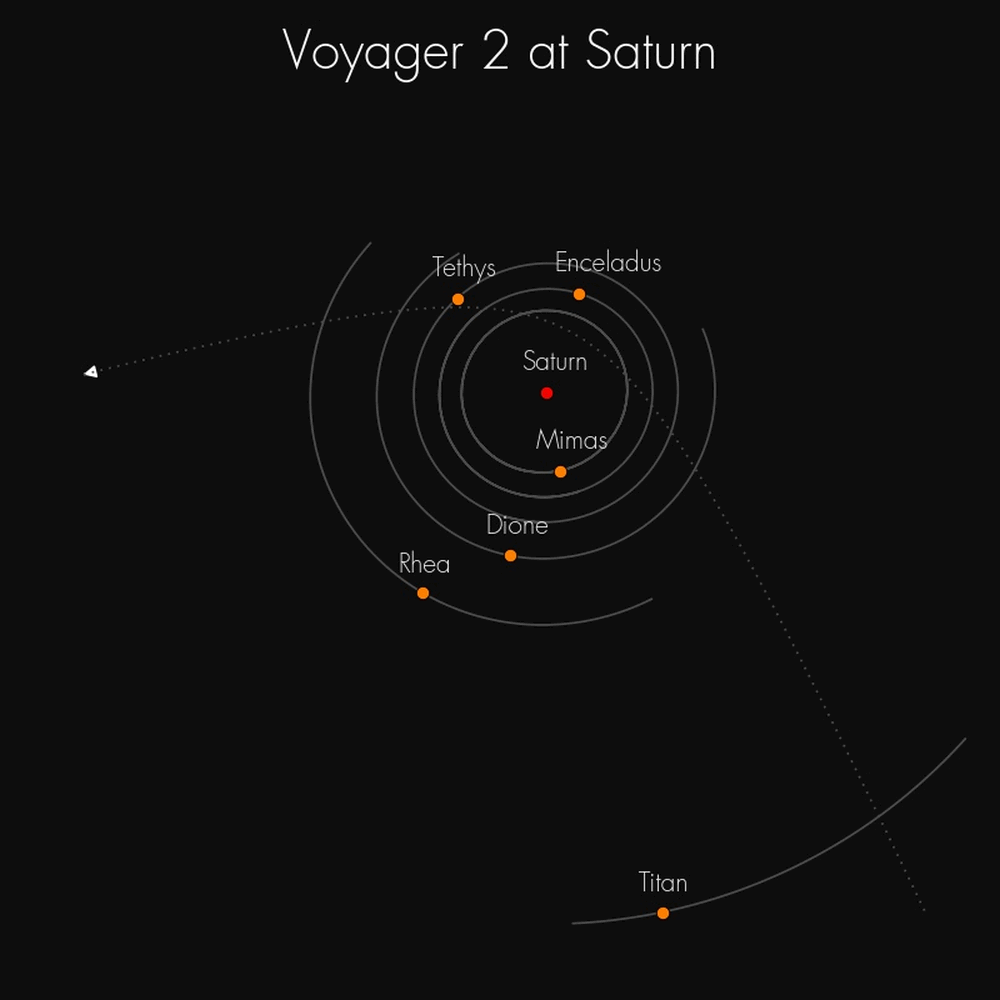 Voyager 2 at Saturn
Enceladus
Tethys
Saturn
Mimas
Dione
Rhea
Titan